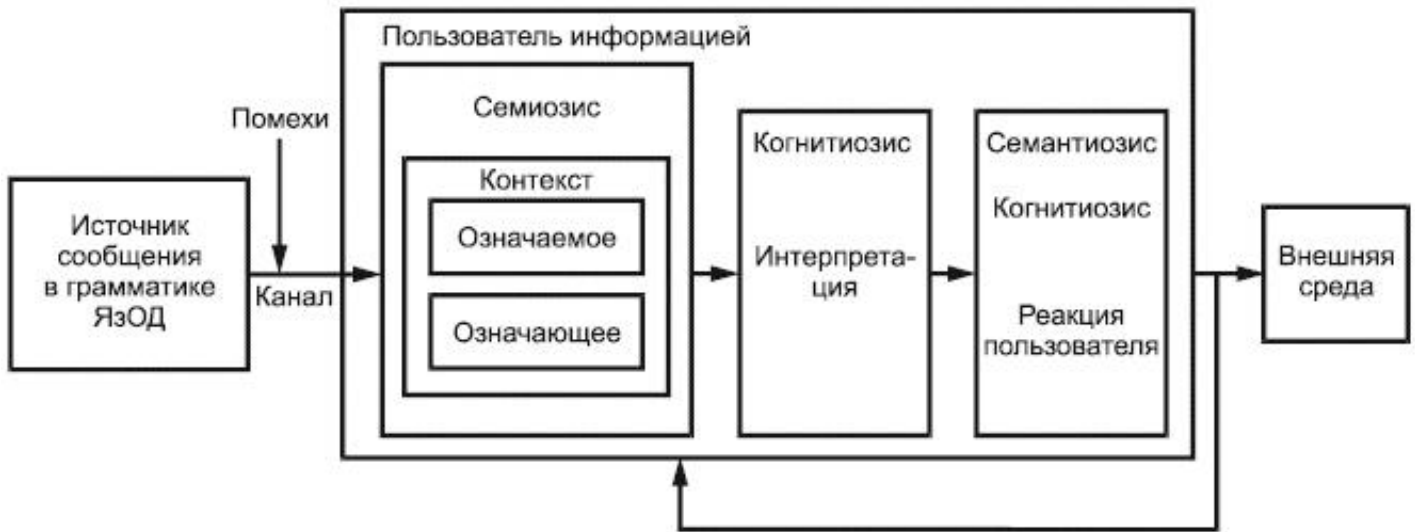 Пользователь информацией
Помехи
Источник
сообщения
в грамматике
ЯзОД
Канал
Семиозис
Контекст
Означаемое
Означающее
Когнитиозис
Интерпрета-
ция
Семантиозис
Когнитиозис
Реакция
пользователя
Внешняя
среда